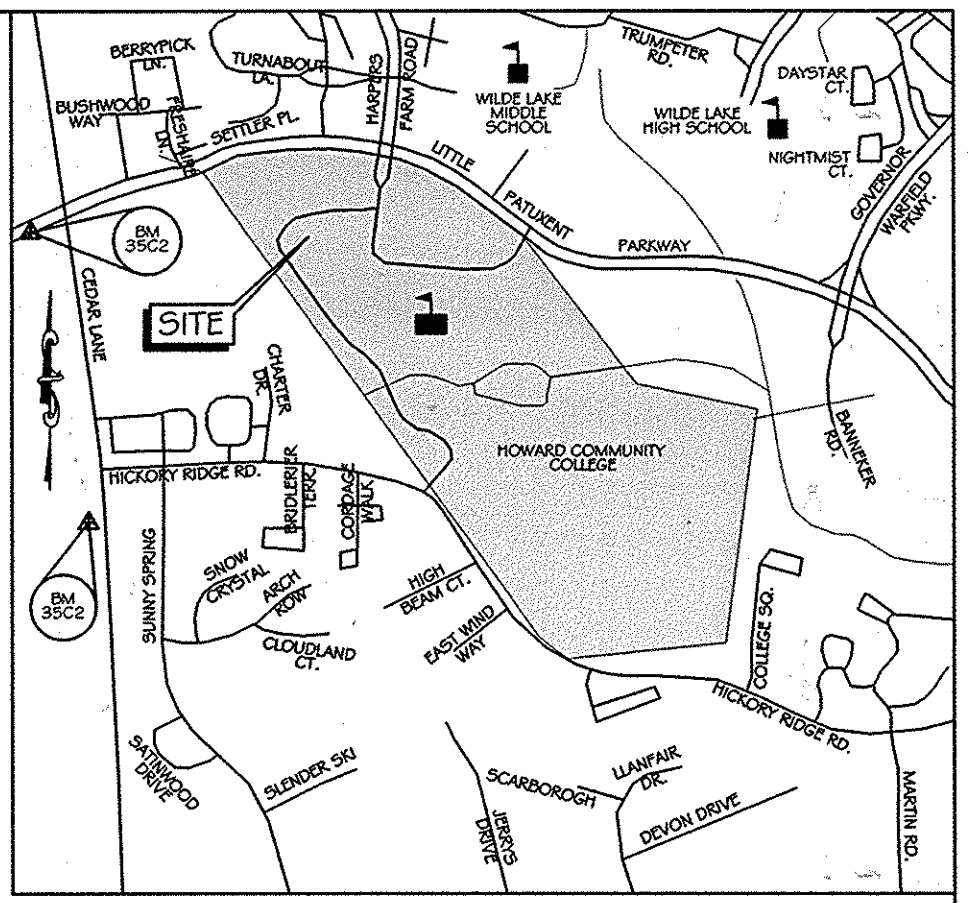 BERRYPICK
LN.
TURNABOUT
LA.
HARPERS
FARM ROAD
TRUMPETER
RD.
DAYSTAR
CT.
BUSHWOOD
WAY
FRESHAIRE
LN.
SETTLER PL.
WILDE LAKE
MIDDLE
SCHOOL
WILDE LAKE
HIGH SCHOOL
NIGHTMIST
CT.
LITTLE
PATUXENT
PARKWAY
GOVERNOR
WARFIELD
PKWY.
BM
35C2
CEDAR LANE
SITE
CHARTER
DR.
HOWARD COMMUNITY
COLLEGE
BANNEKER
RD.
HICKORY RIDGE RD.
BRIDLERIER
TERR.
CORDAGE
WALK
BM
35C2
SUNNY SPRING
SNOW
CRYSTAL
ARCH
ROW
CLOUDLAND
CT.
HIGH
BEAM CT.
EAST WIND
WAY
COLLEGE SQ.
HICKORY RIDGE RD.
SATINWOOD
DRIVE
SLENDER SKI
JERRYS
DRIVE
SCARBOROGH
LLANFAIR
DR.
DEVON DRIVE
MARTIN RD.